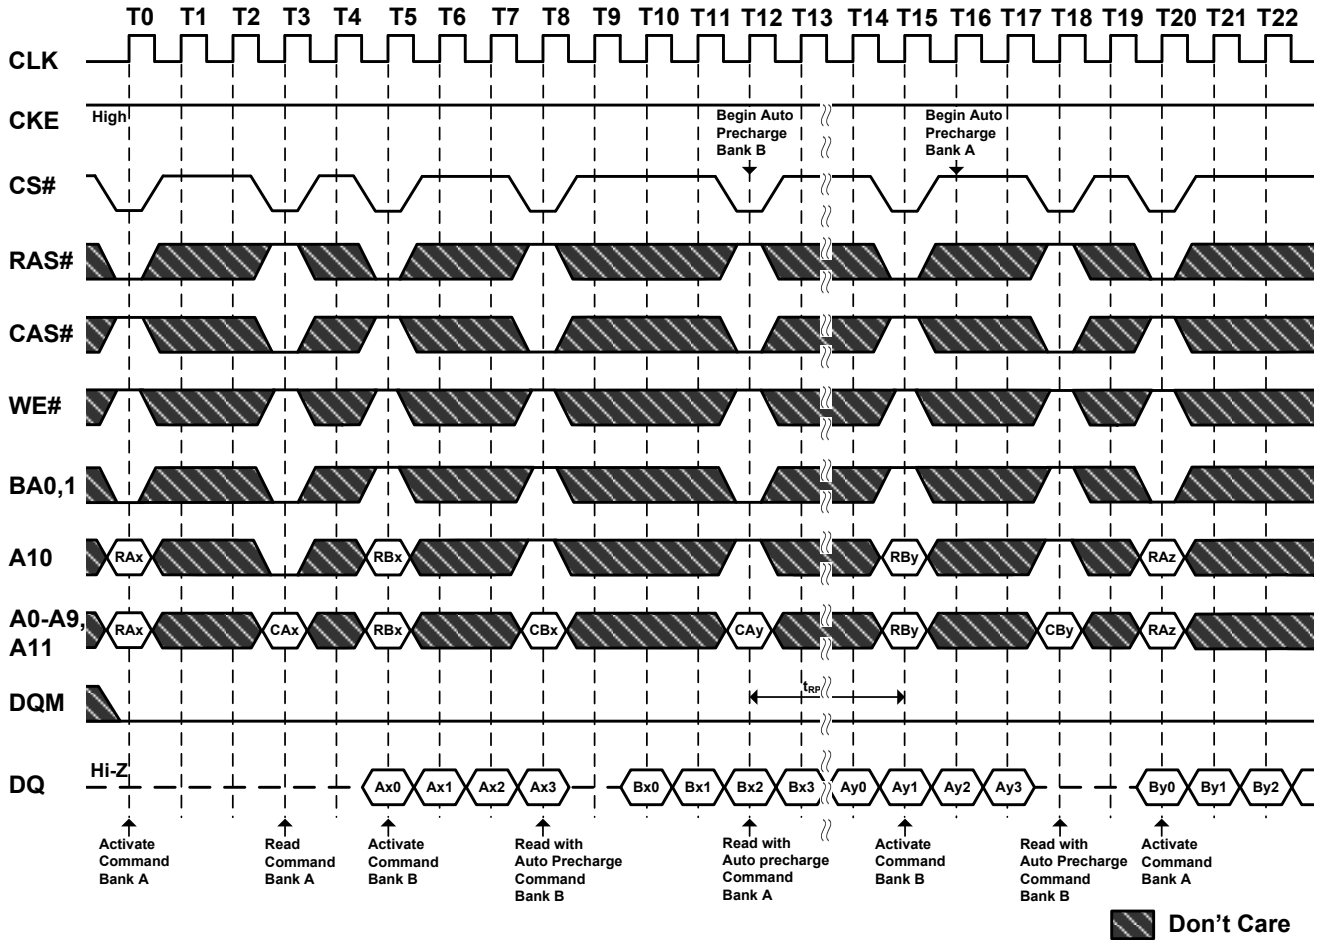 T0 T1 T2 T3 T4 T5 T6 T7 T8 T9 T10 T11 T12 T13 T14 T15 T16 T17 T18 T19 T20 T21 T22
CLK
CKE
High
Begin Auto
Precharge
Bank B
Begin Auto
Precharge
Bank A
CS#
RAS#
CAS#
WE#
BA0,1
A10
RAx RBx RBy RAz
A0-A9,
A11
RAx CAx RBx CBx CAy RBy CBy RAz
DQM
tRP
DQ
Hi-Z
Ax0 Ax1 Ax2 Ax3 Bx0 Bx1 Bx2 Bx3 Ay0 Ay1 Ay2 Ay3 By0 By1 By2
Activate
Command
Bank A
Read
Command
Bank A
Activate
Command
Bank B
Read with
Auto Precharge
Command
Bank B
Read with
Auto precharge
Command
Bank A
Activate
Command
Bank B
Read with
Auto Precharge
Command
Bank B
Activate
Command
Bank A
Don't Care